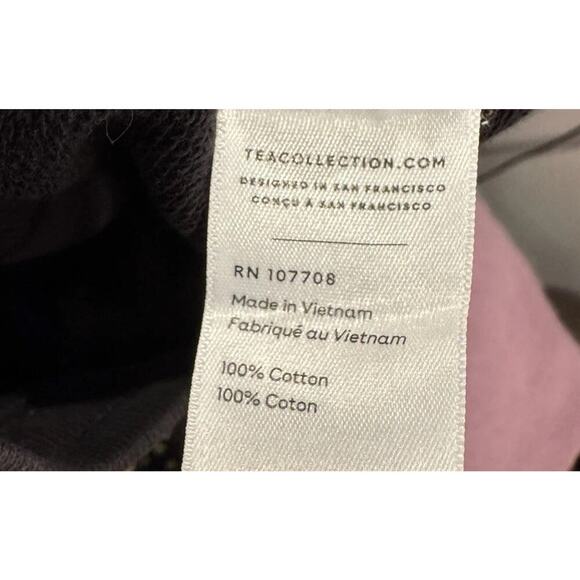 TEACOLLECTION.COM
DESIGNED IN SAN FRANCISCO
CONÇU À SAN FRANCISCO
RN 107708
Made in Vietnam
Fabriqué au Vietnam
100% Cotton
100% Coton